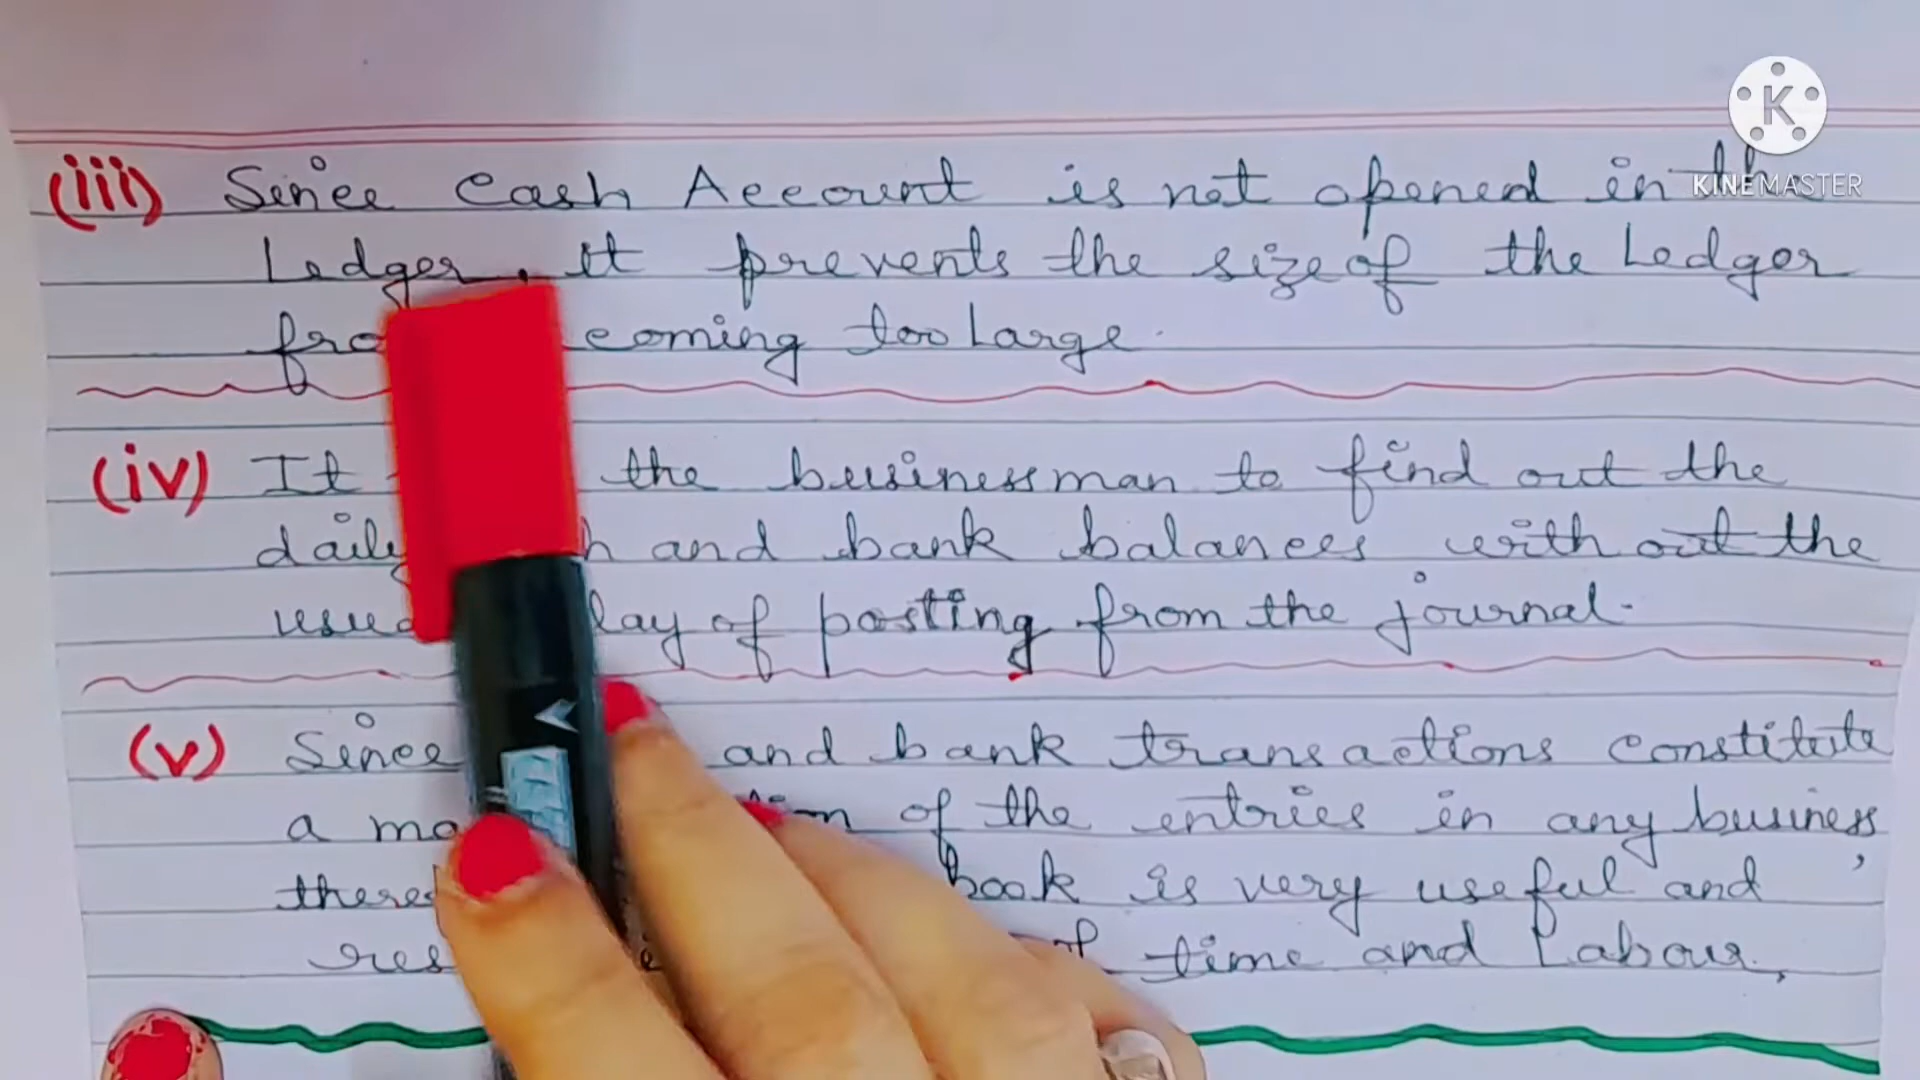 KINEMASTER
(iii) Since Cash Account is not opened in the
Ledger, it prevents the size of the Ledger
coming too large.
(iv) It the businessman to find out the
daily and bank balances without the
of posting from the journal.
(v) Since and bank transactions constitute
a of the entries in any business,
book is very useful and
of time and labour.